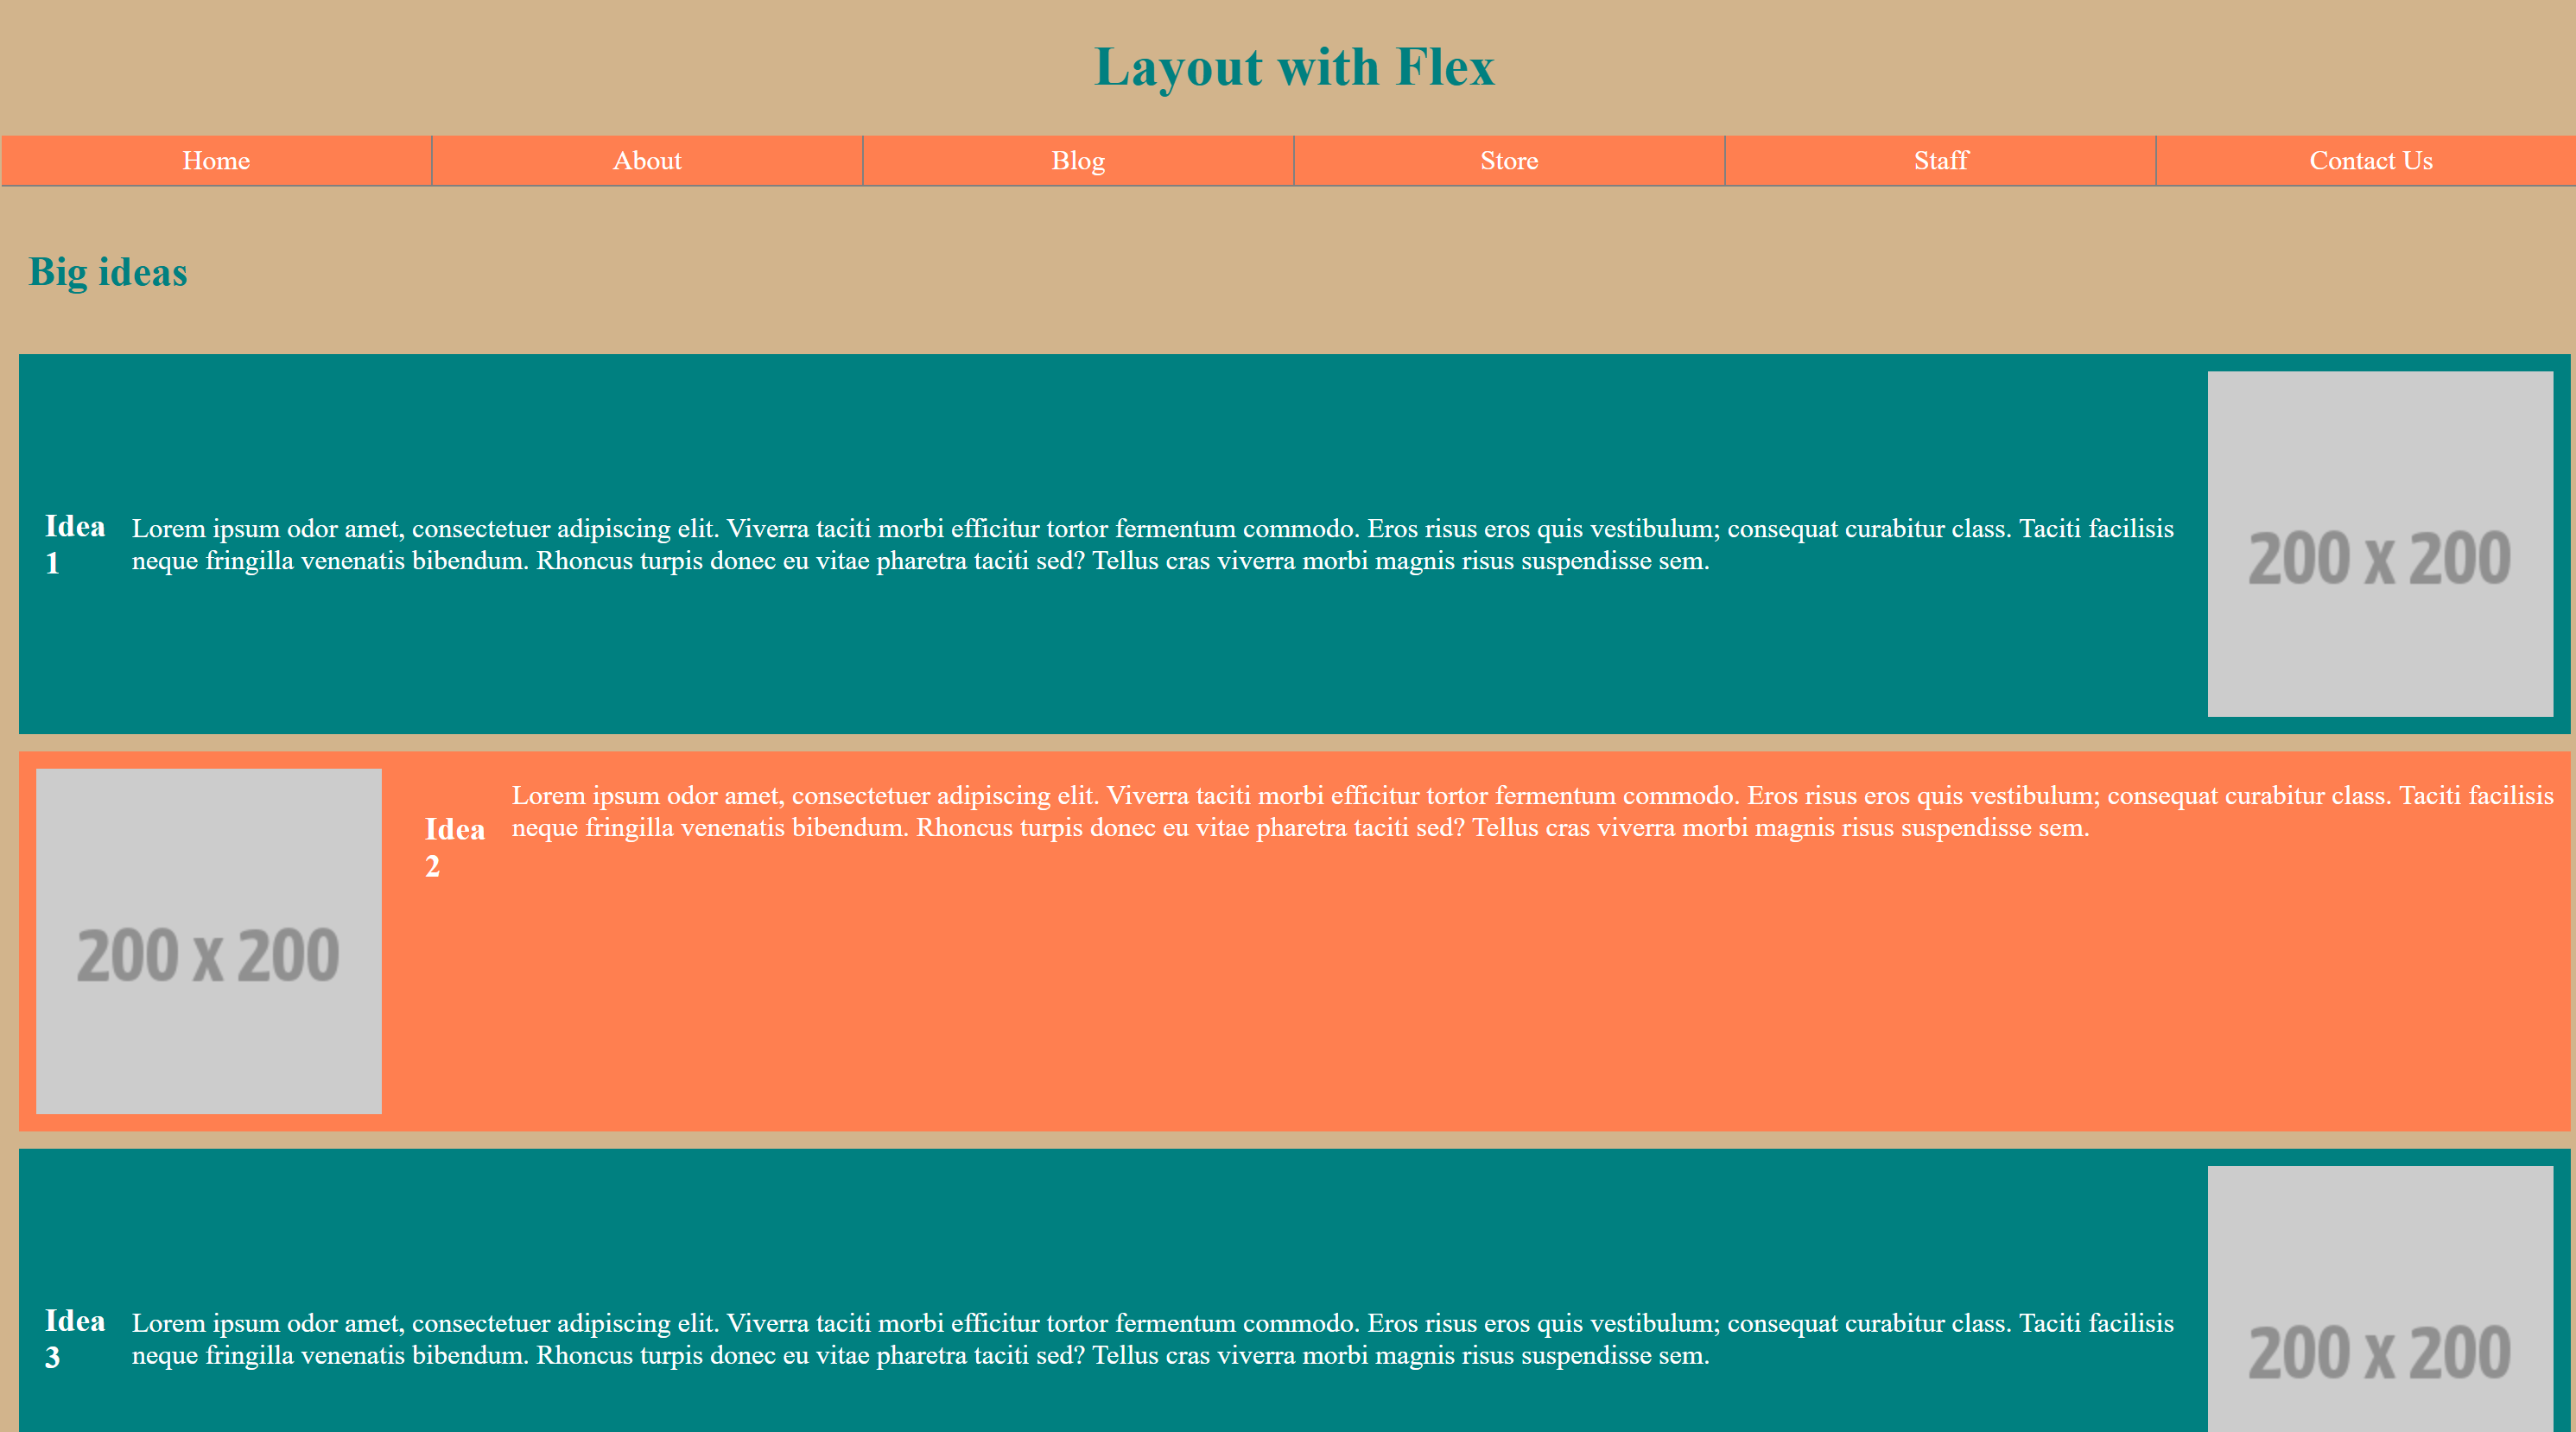 Layout with Flex
Home About Blog Store Staff Contact Us
Big ideas
Idea
1
Lorem ipsum odor amet, consectetuer adipiscing elit. Viverra taciti morbi efficitur tortor fermentum commodo. Eros risus eros quis vestibulum; consequat curabitur class. Taciti facilisis
neque fringilla venenatis bibendum. Rhoncus turpis donec eu vitae pharetra taciti sed? Tellus cras viverra morbi magnis risus suspendisse sem.
200 x 200
200 x 200
Idea
2
Lorem ipsum odor amet, consectetuer adipiscing elit. Viverra taciti morbi efficitur tortor fermentum commodo. Eros risus eros quis vestibulum; consequat curabitur class. Taciti facilisis
neque fringilla venenatis bibendum. Rhoncus turpis donec eu vitae pharetra taciti sed? Tellus cras viverra morbi magnis risus suspendisse sem.
Idea
3
Lorem ipsum odor amet, consectetuer adipiscing elit. Viverra taciti morbi efficitur tortor fermentum commodo. Eros risus eros quis vestibulum; consequat curabitur class. Taciti facilisis
neque fringilla venenatis bibendum. Rhoncus turpis donec eu vitae pharetra taciti sed? Tellus cras viverra morbi magnis risus suspendisse sem.
200 x 200